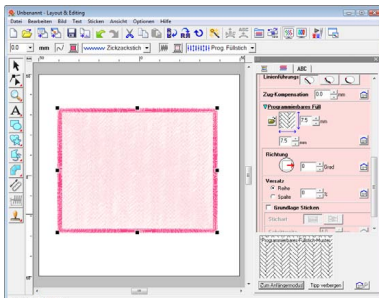 Unbenannt - Layout & Editing
Datei Bearbeiten Bild Text Sticken Ansicht Optionen Hilfe
0.0 mm Zickzackstich Prog. Füllstich
ABC
Linienführung
Zug-Kompensation 0.0 mm
Programmierbares Füll
7.5 mm
7.5 mm
Richtung
0 Grad
Versatz
Reihe
Spalte
0 %
Grundlage Sticken
Stichart
Programmierbares Füllstich-Muster
Zum Anfängermodus Tipp verbergen